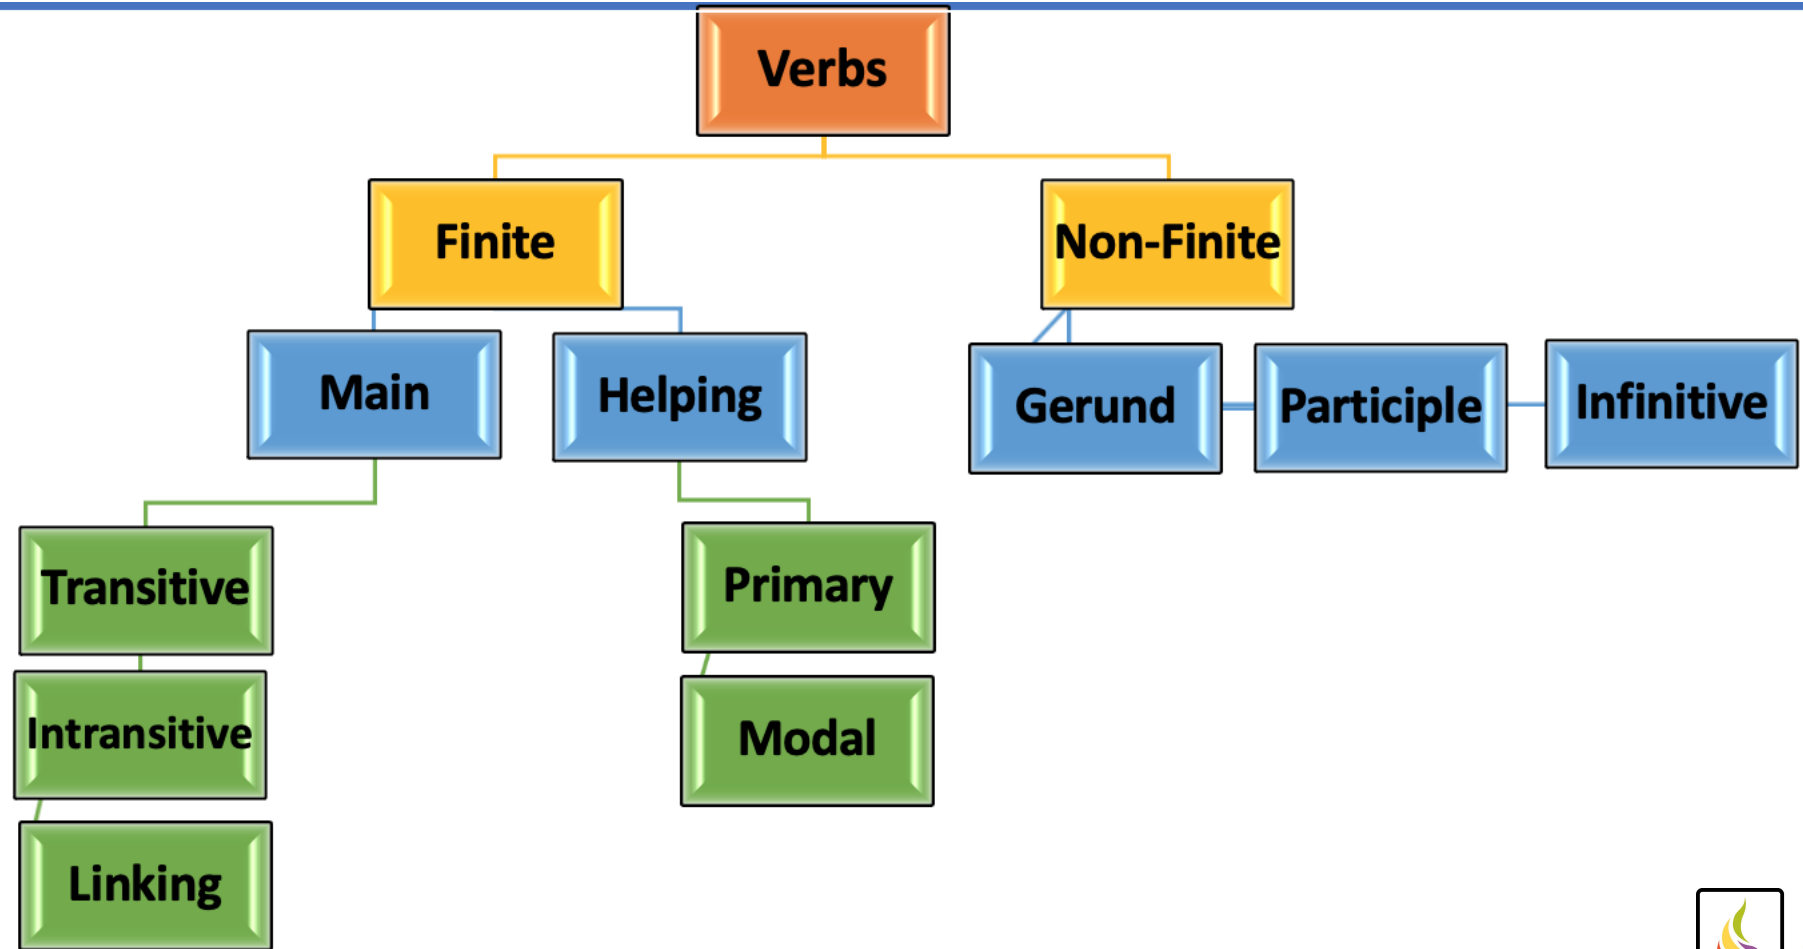 Verbs
Finite
Non-Finite
Main
Helping
Gerund
Participle
Infinitive
Transitive
Primary
Intransitive
Modal
Linking